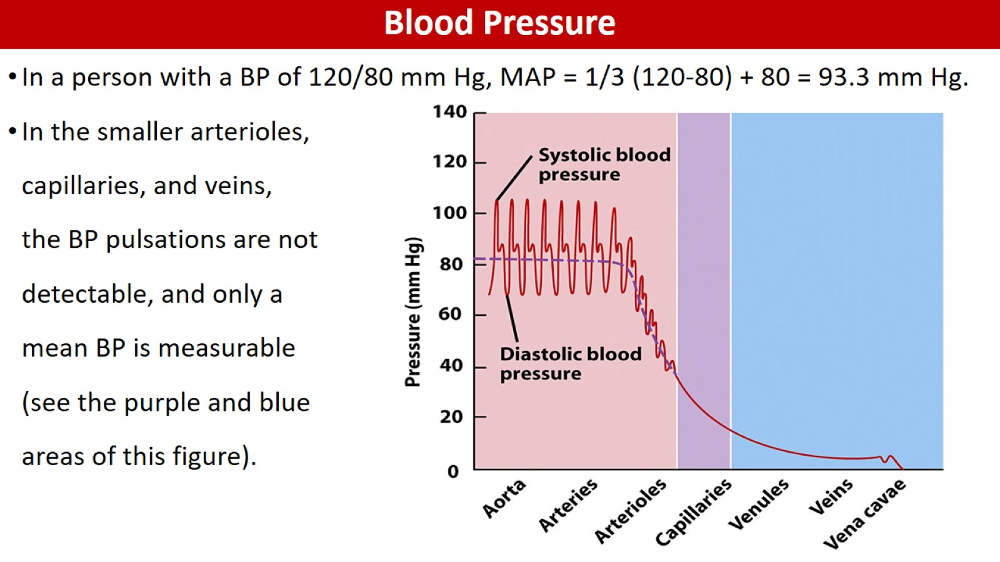 Blood Pressure
•In a person with a BP of 120/80 mm Hg, MAP = 1/3 (120-80) + 80 = 93.3 mm Hg.
•In the smaller arterioles,
capillaries, and veins,
the BP pulsations are not
detectable, and only a
mean BP is measurable
(see the purple and blue
areas of this figure).
Pressure (mm Hg)
140
120
100
80
60
40
20
0
Systolic blood
pressure
Diastolic blood
pressure
Aorta
Arteries
Arterioles
Capillaries
Venules
Veins
Vena cavae